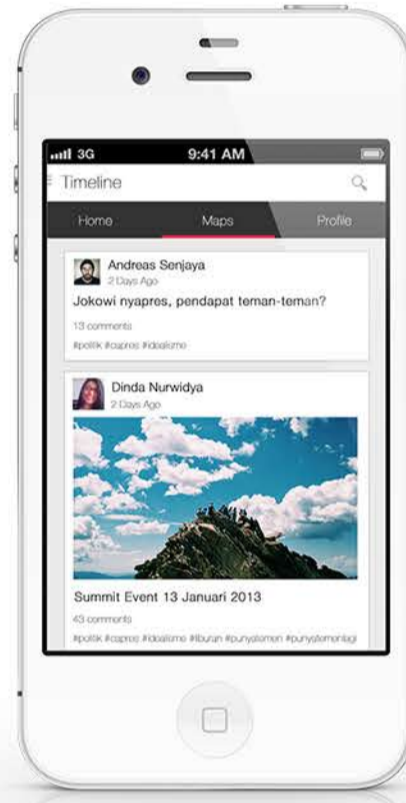 3G 9:41 AM
Timeline
Home Maps Profile
Andreas Senjaya
2 Days Ago
Jokowi nyapres, pendapat teman-teman?
13 comments
#politik #capres #idealisme
Dinda Nurwidya
2 Days Ago
Summit Event 13 Januari 2013
43 comments
#politik #capres #idealisme #liburan #punyatemen #punyatemenlagi